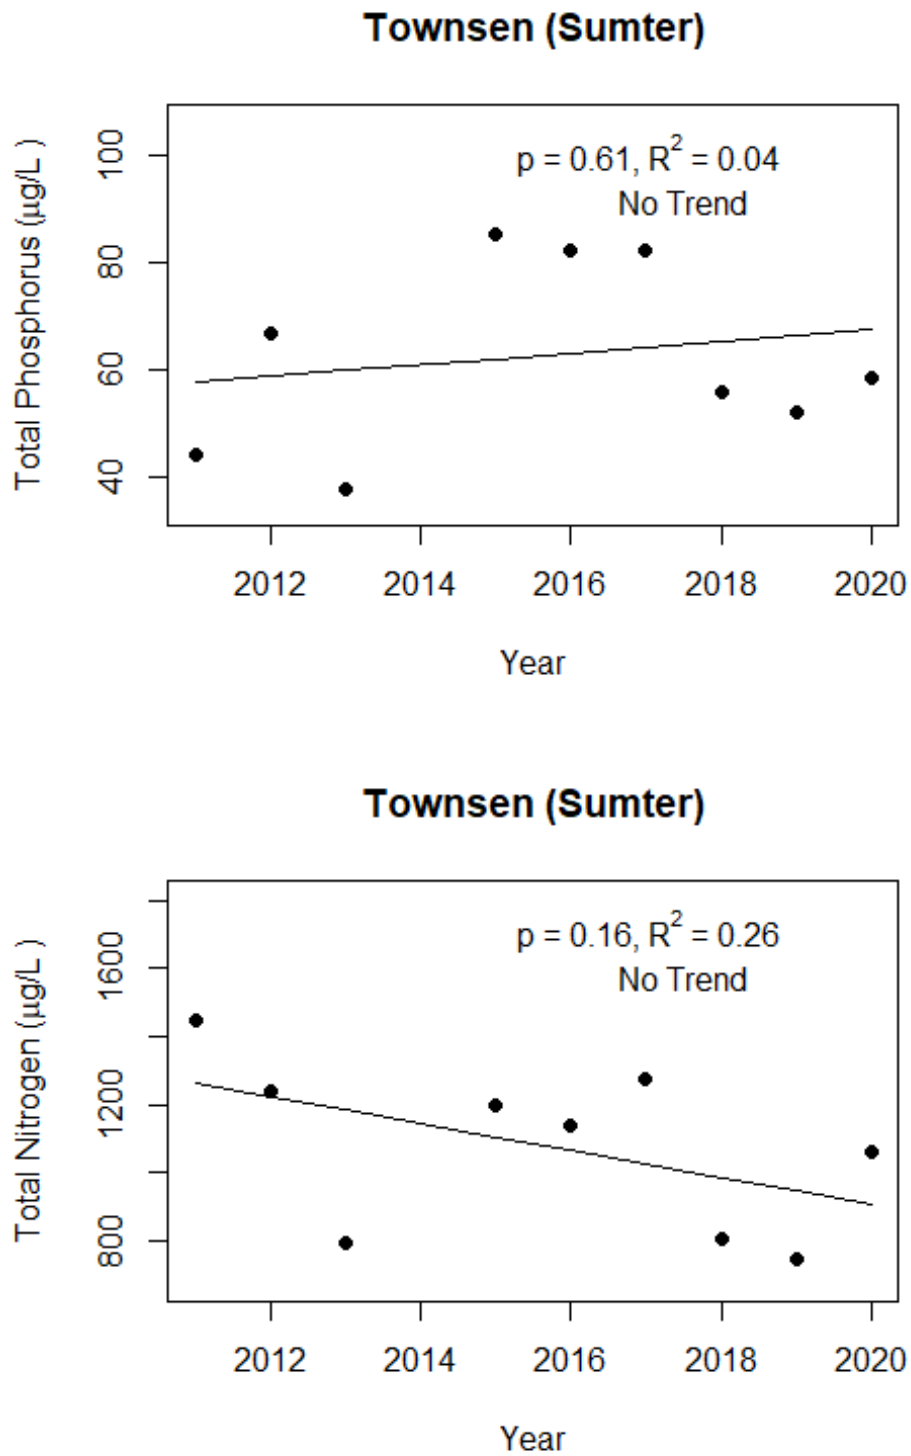 Townsen (Sumter)
p = 0.61, R² = 0.04
No Trend
Total Phosphorus (µg/L )
100
80
60
40
2012 2014 2016 2018 2020
Year
Townsen (Sumter)
p = 0.16, R² = 0.26
No Trend
Total Nitrogen (µg/L )
1600
1200
800
2012 2014 2016 2018 2020
Year